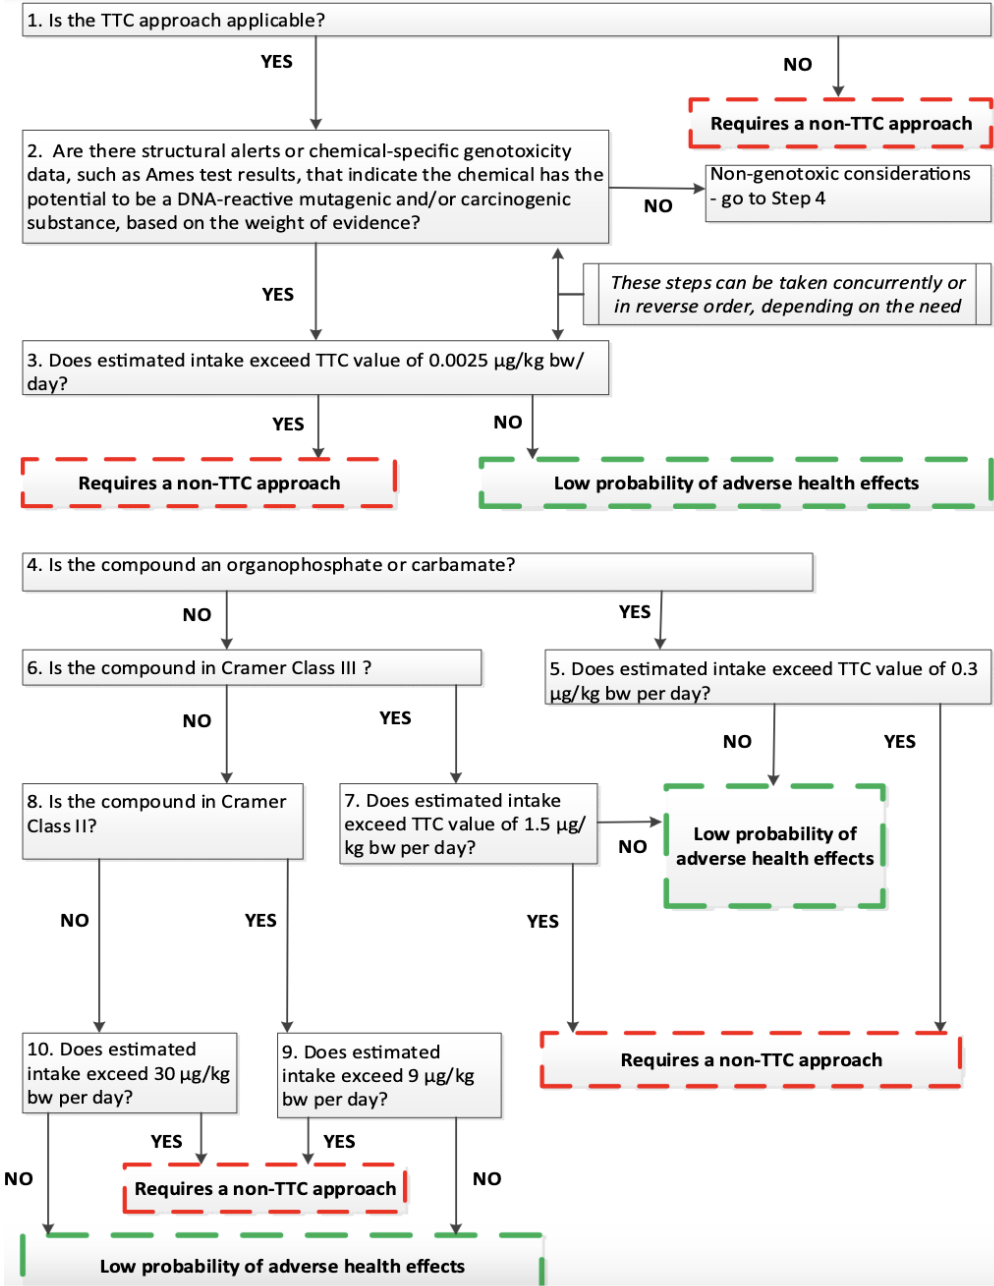 1. Is the TTC approach applicable?
YES
NO
Requires a non-TTC approach
2.  Are there structural alerts or chemical-specific genotoxicity
data, such as Ames test results, that indicate the chemical has the
potential to be a DNA-reactive mutagenic and/or carcinogenic
substance, based on the weight of evidence?
NO
Non-genotoxic considerations
- go to Step 4
YES
These steps can be taken concurrently or
in reverse order, depending on the need
3. Does estimated intake exceed TTC value of 0.0025 µg/kg bw/
day?
YES
NO
Requires a non-TTC approach
Low probability of adverse health effects
4. Is the compound an organophosphate or carbamate?
NO
YES
6. Is the compound in Cramer Class III ?
5. Does estimated intake exceed TTC value of 0.3
µg/kg bw per day?
NO
YES
NO
YES
8. Is the compound in Cramer
Class II?
7. Does estimated intake
exceed TTC value of 1.5 µg/
kg bw per day?
NO
Low probability of
adverse health effects
NO
YES
YES
10. Does estimated
intake exceed 30 µg/kg
bw per day?
9. Does estimated
intake exceed 9 µg/kg
bw per day?
Requires a non-TTC approach
YES
YES
NO
NO
Requires a non-TTC approach
Low probability of adverse health effects